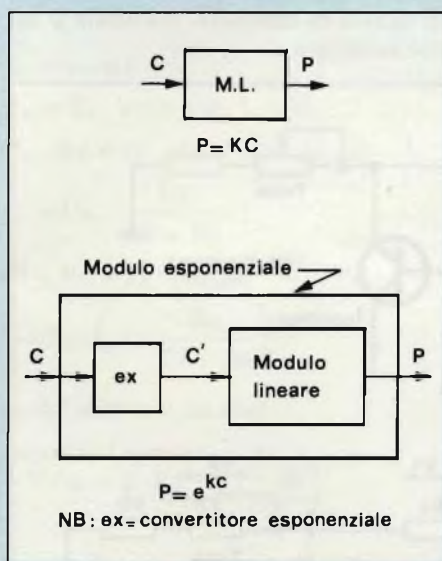 C P
M.L.
P= KC
Modulo esponenziale
C C' P
ex
Modulo
lineare
P= e^kc
NB: ex= convertitore esponenziale